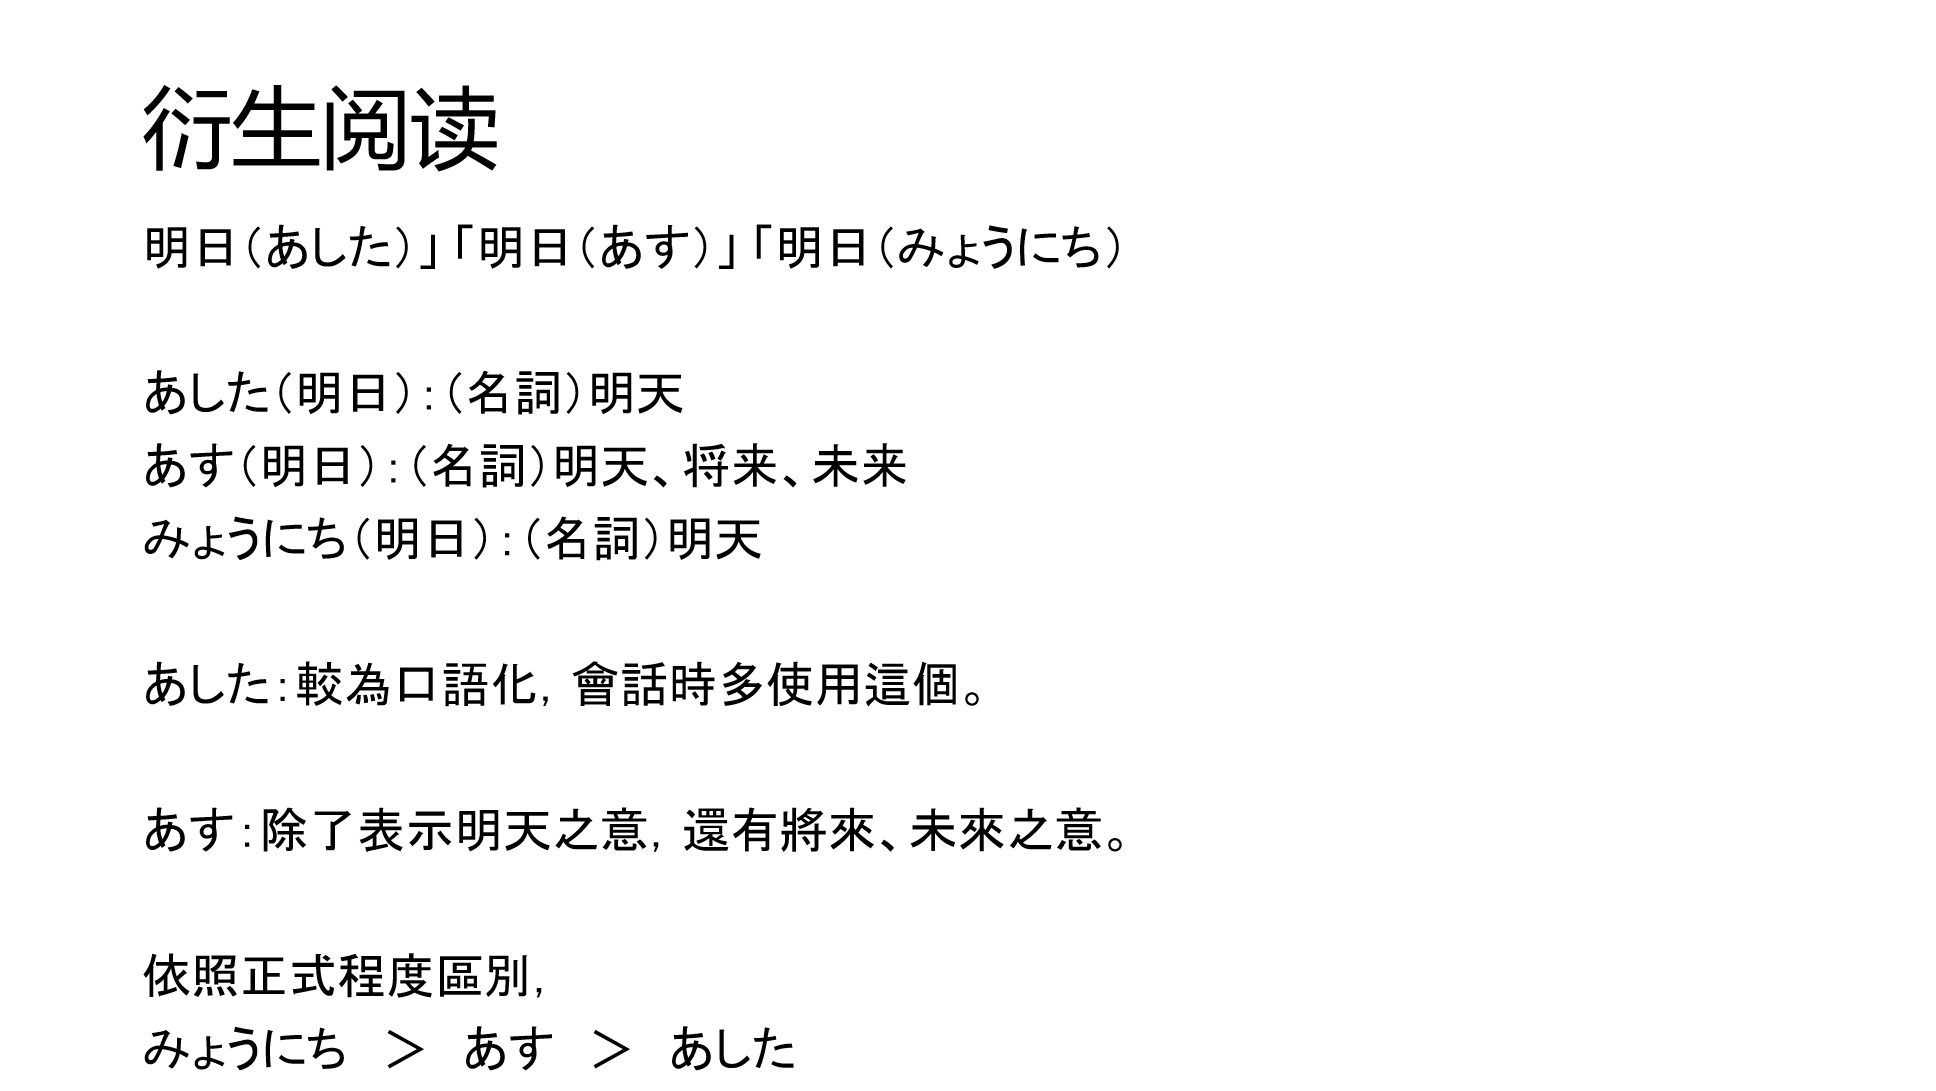 衍生阅读
明日（あした）」「明日（あす）」「明日（みょうにち）
あした（明日）：（名詞）明天
あす（明日）：（名詞）明天、将来、未来
みょうにち（明日）：（名詞）明天
あした：較為口語化，會話時多使用這個。
あす：除了表示明天之意，還有將來、未來之意。
依照正式程度區別，
みょうにち　＞　あす　＞　あした